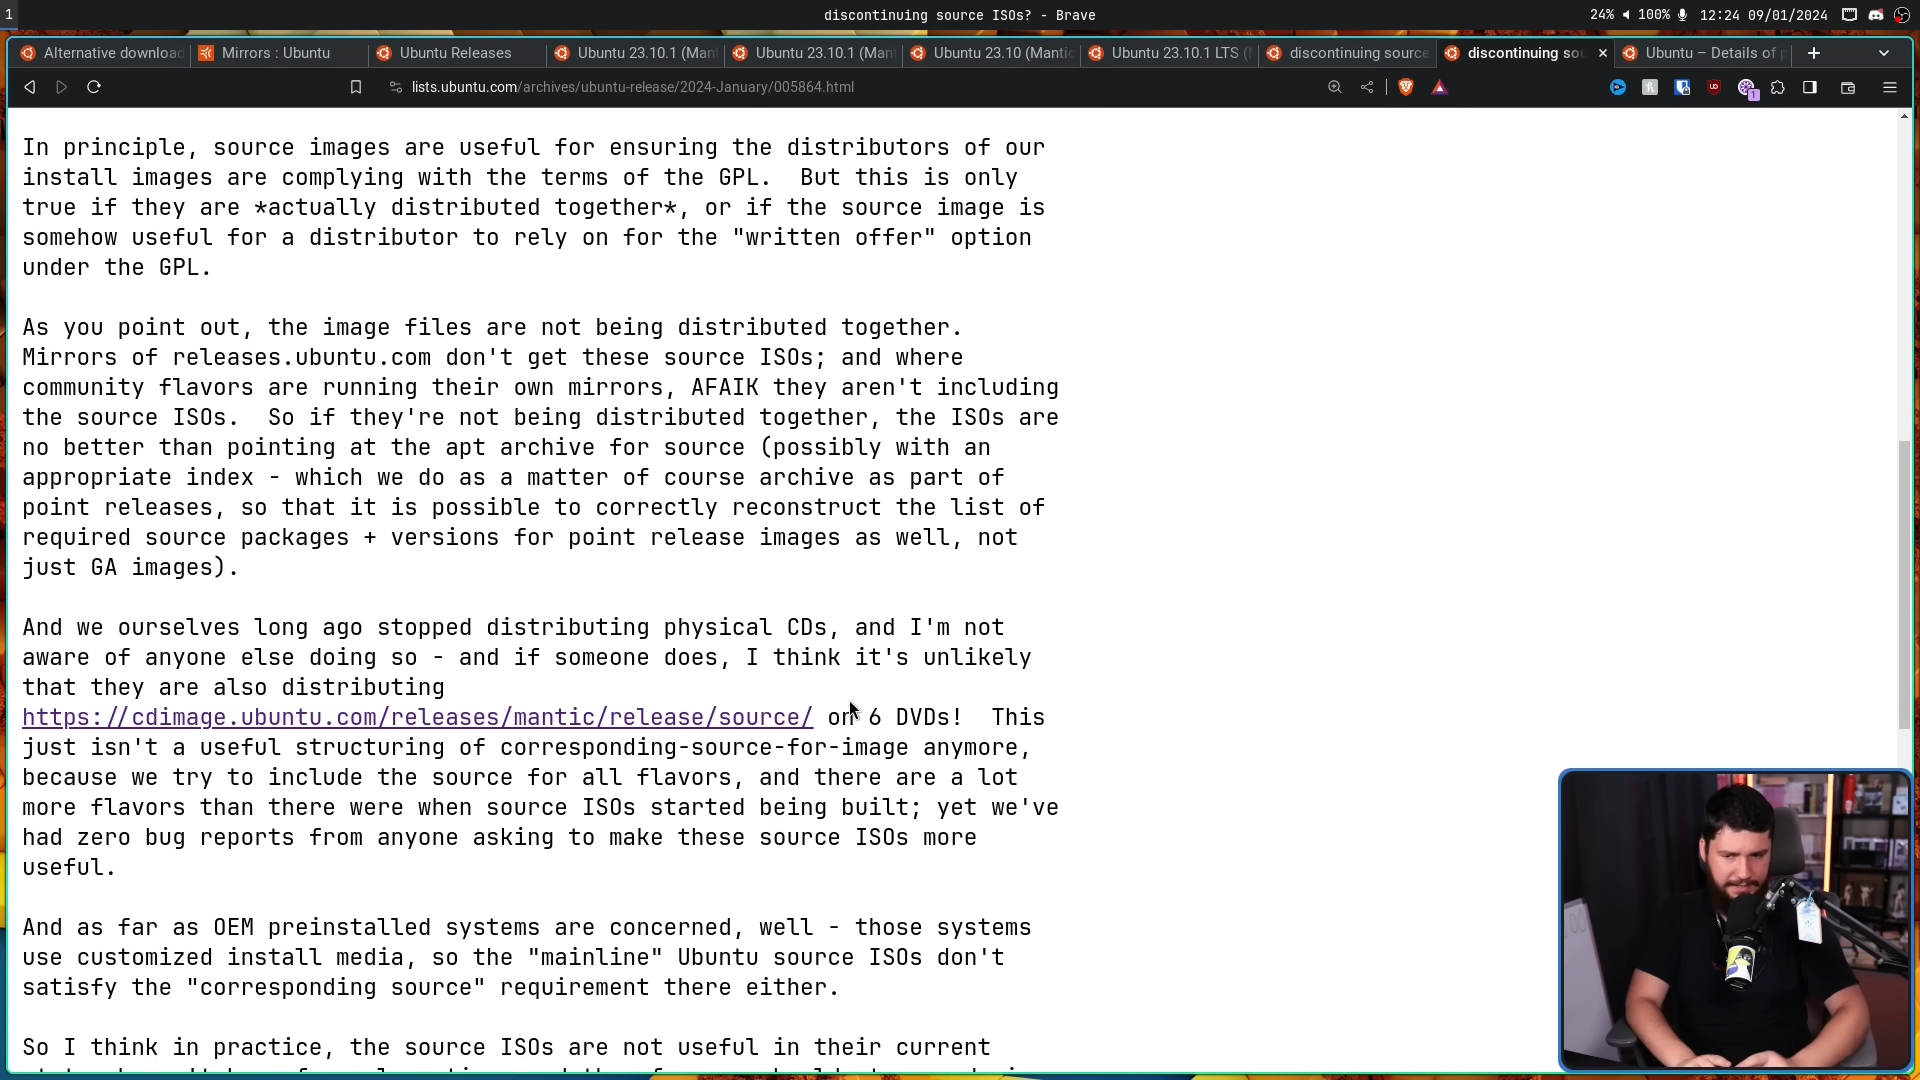 1
discontinuing source ISOs? - Brave
24% 100% 12:24 09/01/2024
Alternative download
Mirrors : Ubuntu
Ubuntu Releases
Ubuntu 23.10.1 (Mant
Ubuntu 23.10.1 (Mant
Ubuntu 23.10 (Mantic
Ubuntu 23.10.1 LTS (
discontinuing source
discontinuing sou
Ubuntu – Details of p
lists.ubuntu.com/archives/ubuntu-release/2024-January/005864.html
UD
1
In principle, source images are useful for ensuring the distributors of our
install images are complying with the terms of the GPL.  But this is only
true if they are *actually distributed together*, or if the source image is
somehow useful for a distributor to rely on for the "written offer" option
under the GPL.
As you point out, the image files are not being distributed together.
Mirrors of releases.ubuntu.com don't get these source ISOs; and where
community flavors are running their own mirrors, AFAIK they aren't including
the source ISOs.  So if they're not being distributed together, the ISOs are
no better than pointing at the apt archive for source (possibly with an
appropriate index - which we do as a matter of course archive as part of
point releases, so that it is possible to correctly reconstruct the list of
required source packages + versions for point release images as well, not
just GA images).
And we ourselves long ago stopped distributing physical CDs, and I'm not
aware of anyone else doing so - and if someone does, I think it's unlikely
that they are also distributing
https://cdimage.ubuntu.com/releases/mantic/release/source/ on 6 DVDs!  This
just isn't a useful structuring of corresponding-source-for-image anymore,
because we try to include the source for all flavors, and there are a lot
more flavors than there were when source ISOs started being built; yet we've
had zero bug reports from anyone asking to make these source ISOs more
useful.
And as far as OEM preinstalled systems are concerned, well - those systems
use customized install media, so the "mainline" Ubuntu source ISOs don't
satisfy the "corresponding source" requirement there either.
So I think in practice, the source ISOs are not useful in their current